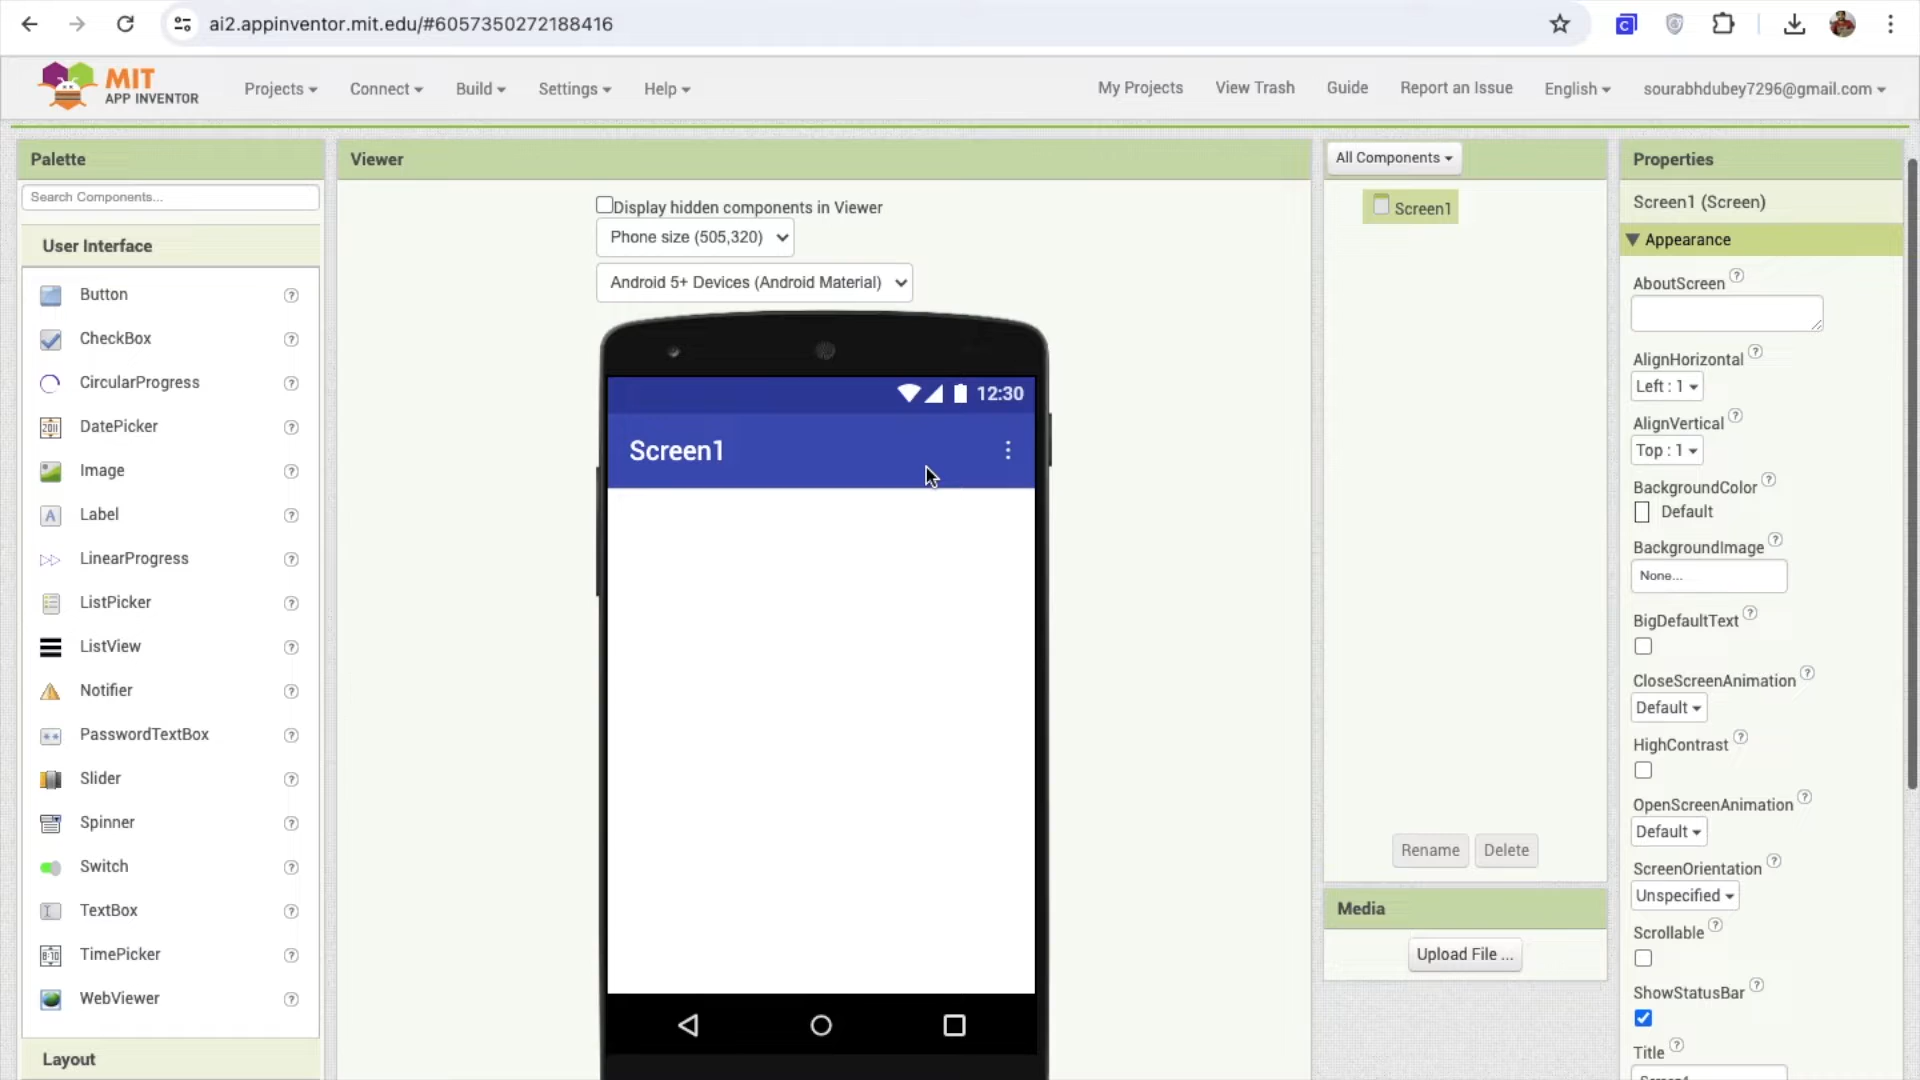 ai2.appinventor.mit.edu/#6057350272188416
MIT
APP INVENTOR
Projects
Connect
Build
Settings
Help
My Projects
View Trash
Guide
Report an Issue
English
sourabhdubey7296@gmail.com
Palette
Search Components...
User Interface
Button
CheckBox
CircularProgress
DatePicker
Image
Label
LinearProgress
ListPicker
ListView
Notifier
PasswordTextBox
Slider
Spinner
Switch
TextBox
TimePicker
WebViewer
Layout
Viewer
Display hidden components in Viewer
Phone size (505,320)
Android 5+ Devices (Android Material)
12:30
Screen1
All Components
Screen1
Rename
Delete
Media
Upload File ...
Properties
Screen1 (Screen)
Appearance
AboutScreen
AlignHorizontal
Left : 1
AlignVertical
Top : 1
BackgroundColor
Default
BackgroundImage
None...
BigDefaultText
CloseScreenAnimation
Default
HighContrast
OpenScreenAnimation
Default
ScreenOrientation
Unspecified
Scrollable
ShowStatusBar
Title